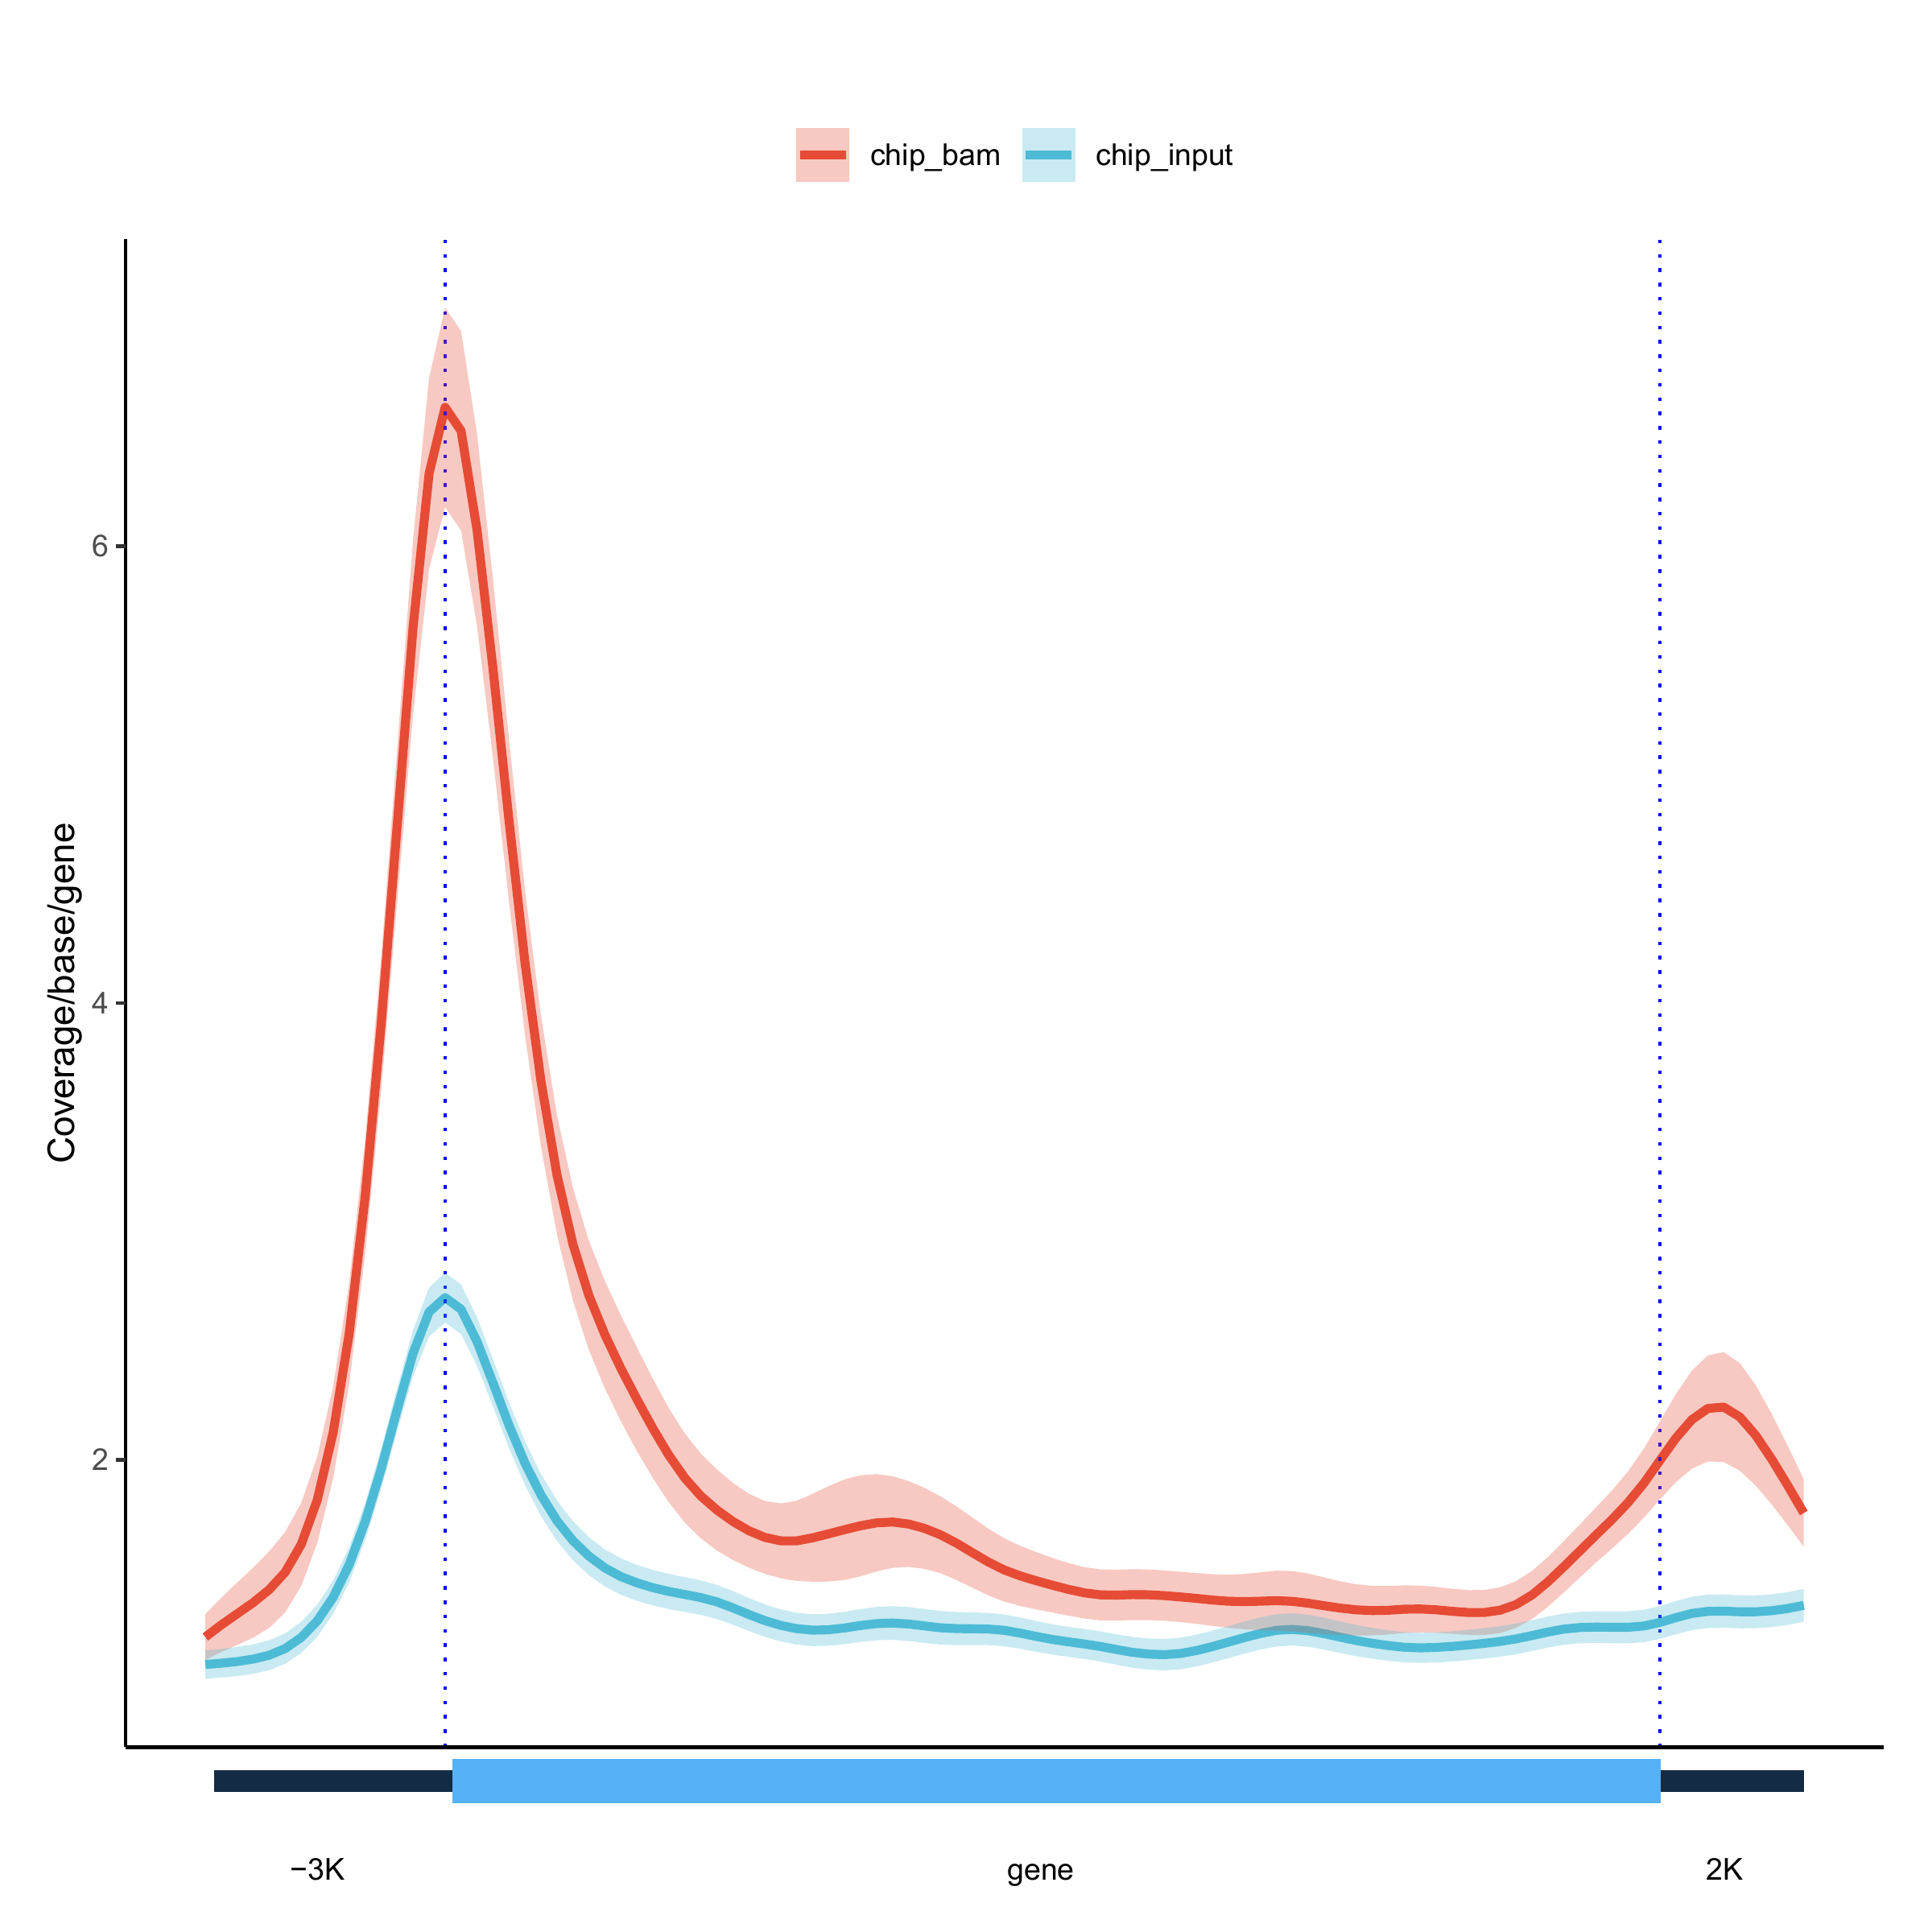 chip_bam chip_input
Coverage/base/gene
6
4
2
−3K gene 2K